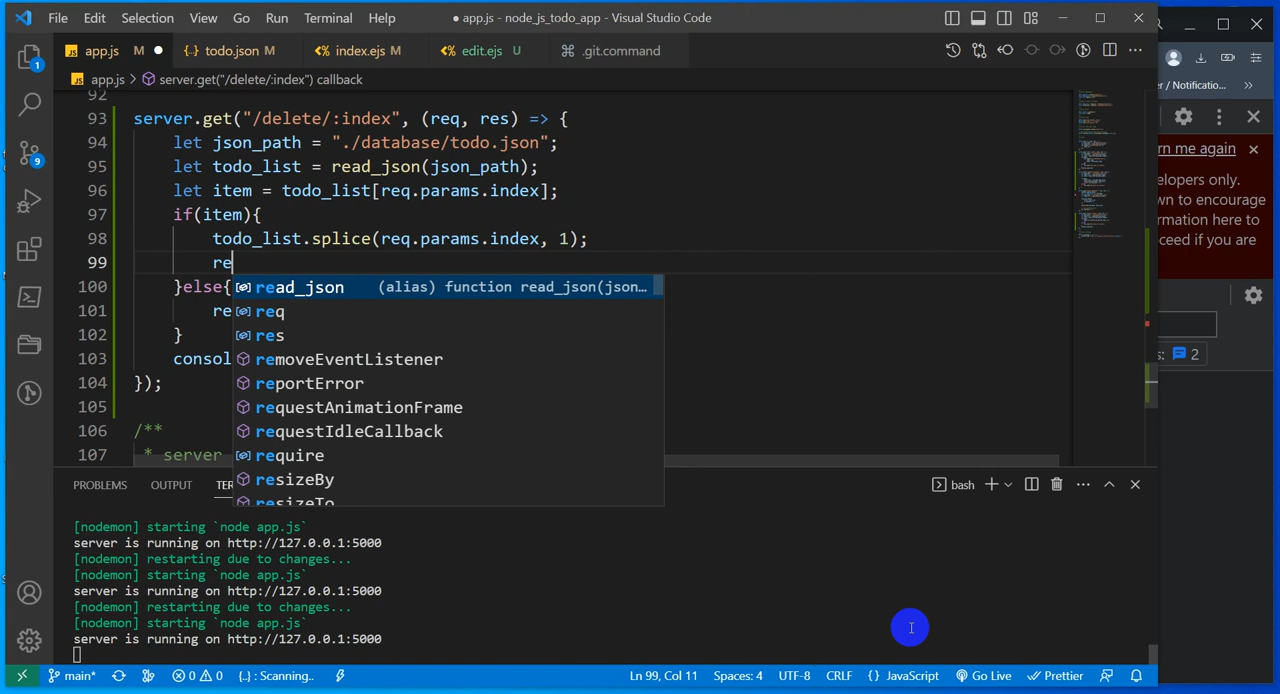 File Edit Selection View Go Run Terminal Help ● app.js - node_js_todo_app - Visual Studio Code
JS app.js M ● {} todo.json M <% index.ejs M <% edit.ejs U .git.command
JS app.js > server.get("/delete/:index") callback
92
93 server.get("/delete/:index", (req, res) => {
94 let json_path = "./database/todo.json";
95 let todo_list = read_json(json_path);
96 let item = todo_list[req.params.index];
97 if(item){
98 todo_list.splice(req.params.index, 1);
99 re
100 }else{
101 re
102 }
103 consol
104 });
105
106 /**
107 * server
read_json (alias) function read_json(json…
req
res
removeEventListener
reportError
requestAnimationFrame
requestIdleCallback
require
resizeBy
resizeTo
1
9
PROBLEMS OUTPUT TER
bash
[nodemon] starting `node app.js`
server is running on http://127.0.0.1:5000
[nodemon] restarting due to changes...
[nodemon] starting `node app.js`
server is running on http://127.0.0.1:5000
[nodemon] restarting due to changes...
[nodemon] starting `node app.js`
server is running on http://127.0.0.1:5000
main* 0 0 {..} : Scanning.. Ln 99, Col 11 Spaces: 4 UTF-8 CRLF {} JavaScript Go Live Prettier
r / Notificatio... »
rn me again
elopers only.
wn to encourage
rmation here to
ceed if you are
s: 2